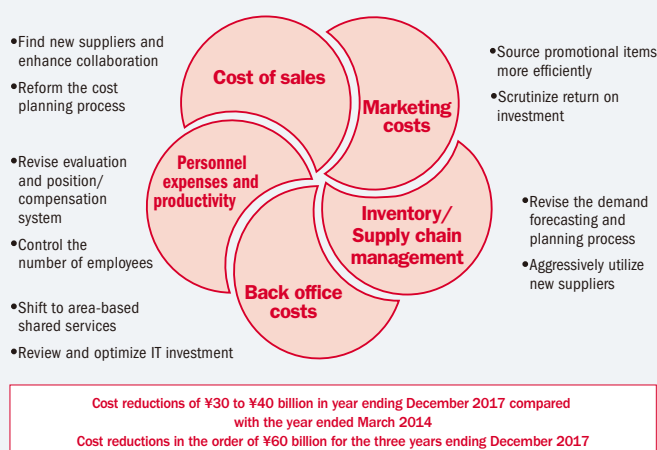 •Find new suppliers and
enhance collaboration
•Reform the cost
planning process
Cost of sales
Marketing
costs
•Source promotional items
more efficiently
•Scrutinize return on
investment
•Revise evaluation
and position/
compensation
system
•Control the
number of employees
Personnel
expenses and
productivity
Inventory/
Supply chain
management
•Revise the demand
forecasting and
planning process
•Aggressively utilize
new suppliers
•Shift to area-based
shared services
•Review and optimize IT investment
Back office
costs
Cost reductions of ¥30 to ¥40 billion in year ending December 2017 compared
with the year ended March 2014
Cost reductions in the order of ¥60 billion for the three years ending December 2017